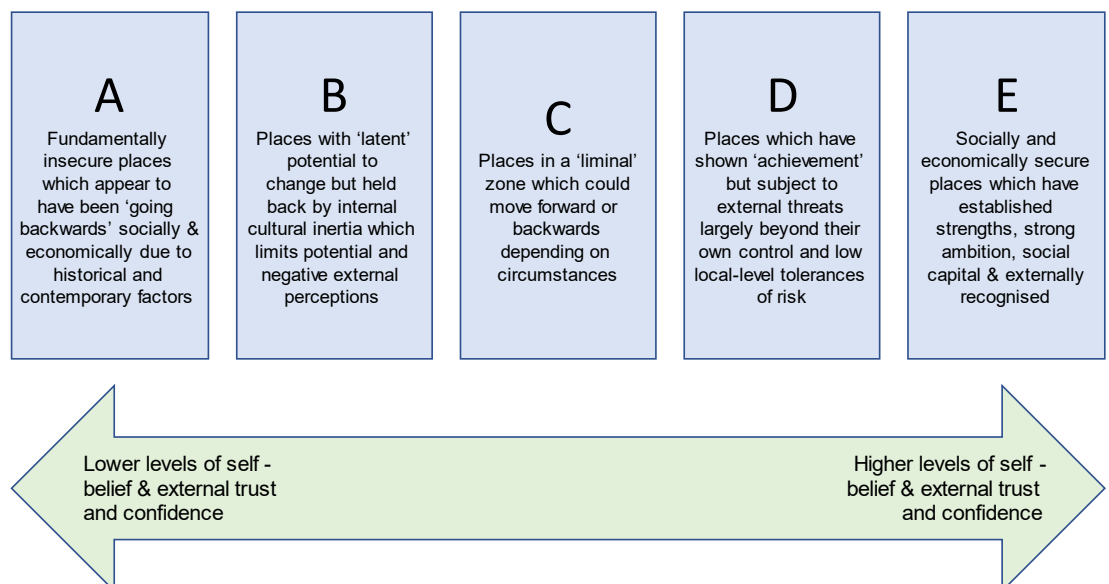 A
Fundamentally
insecure places
which appear to
have been ‘going
backwards’ socially &
economically due to
historical and
contemporary factors
B
Places with ‘latent’
potential to
change but held
back by internal
cultural inertia which
limits potential and
negative external
perceptions
C
Places in a ‘liminal’
zone which could
move forward or
backwards
depending on
circumstances
D
Places which have
shown ‘achievement’
but subject to
external threats
largely beyond their
own control and low
local-level tolerances
of risk
E
Socially and
economically secure
places which have
established
strengths, strong
ambition, social
capital & externally
recognised
Lower levels of self -
belief & external trust
and confidence
Higher levels of self -
belief & external trust
and confidence